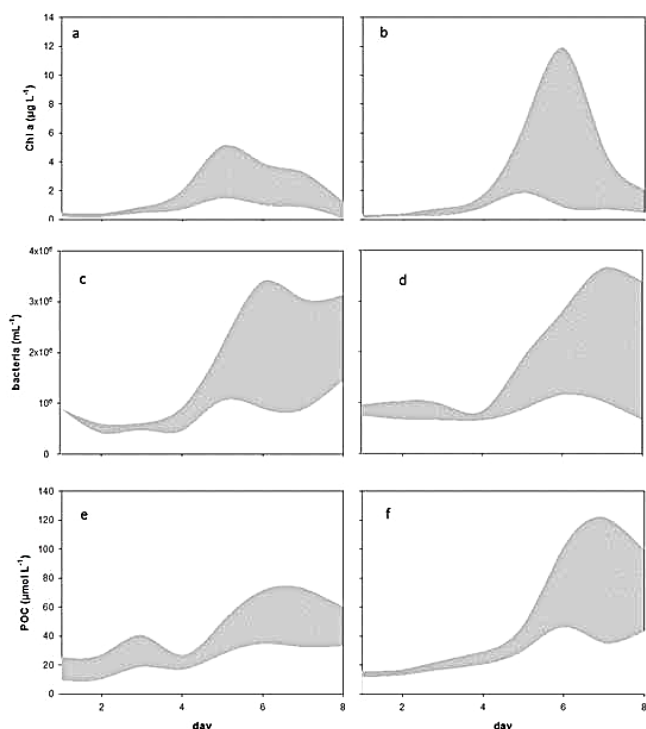 14 a b
12
10
8
6
4
2
0
Chl a (µg L⁻¹)
4x10⁶ c d
3x10⁶
2x10⁶
10⁶
0
bacteria (mL⁻¹)
140 e f
120
100
80
60
40
20
0
POC (µmol L⁻¹)
2 4 6 8 2 4 6 8
day day